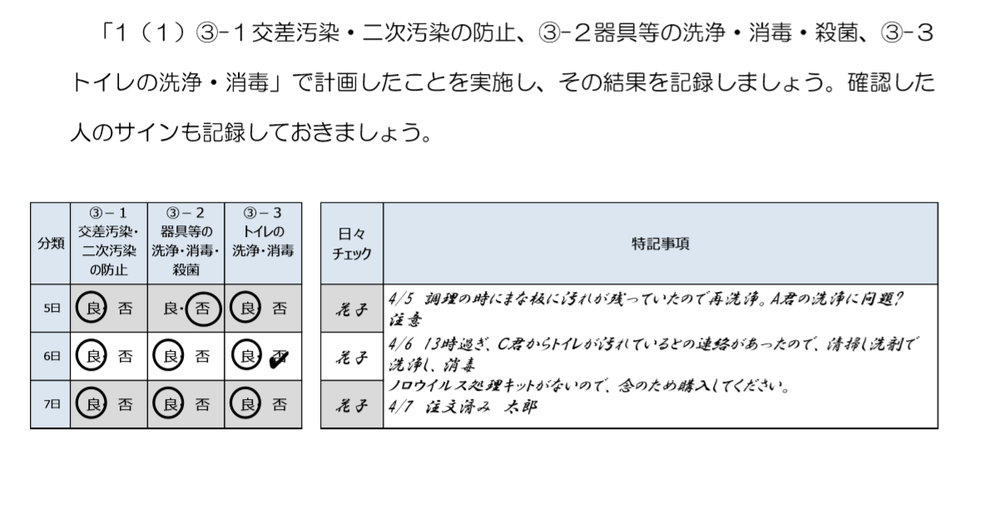 「1（1）③-1交差汚染・二次汚染の防止、③-2器具等の洗浄・消毒・殺菌、③-3
トイレの洗浄・消毒」で計画したことを実施し、その結果を記録しましょう。確認した
人のサインも記録しておきましょう。
分類 ③－1 交差汚染・二次汚染の防止 ③－2 器具等の洗浄・消毒・殺菌 ③－3 トイレの洗浄・消毒 日々チェック 特記事項
5日 良・否 良・否 良・否 花子
4/5 調理の時にまな板に汚れが残っていたので再洗浄。A君の洗浄に問題？
注意
6日 良・否 良・否 良・否 花子
4/6 13時過ぎ、C君からトイレが汚れているとの連絡があったので、清掃し洗剤で
洗浄し、消毒
ノロウイルス処理キットがないので、念のため購入してください。
7日 良・否 良・否 良・否 花子
4/7 注文済み 太郎